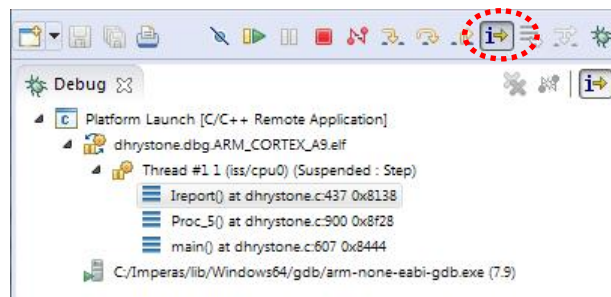 i
Debug
i
c Platform Launch [C/C++ Remote Application]
dhrystone.dbg.ARM_CORTEX_A9.elf
Thread #1 1 (iss/cpu0) (Suspended : Step)
Ireport() at dhrystone.c:437 0x8138
Proc_5() at dhrystone.c:900 0x8f28
main() at dhrystone.c:607 0x8444
C:/Imperas/lib/Windows64/gdb/arm-none-eabi-gdb.exe (7.9)